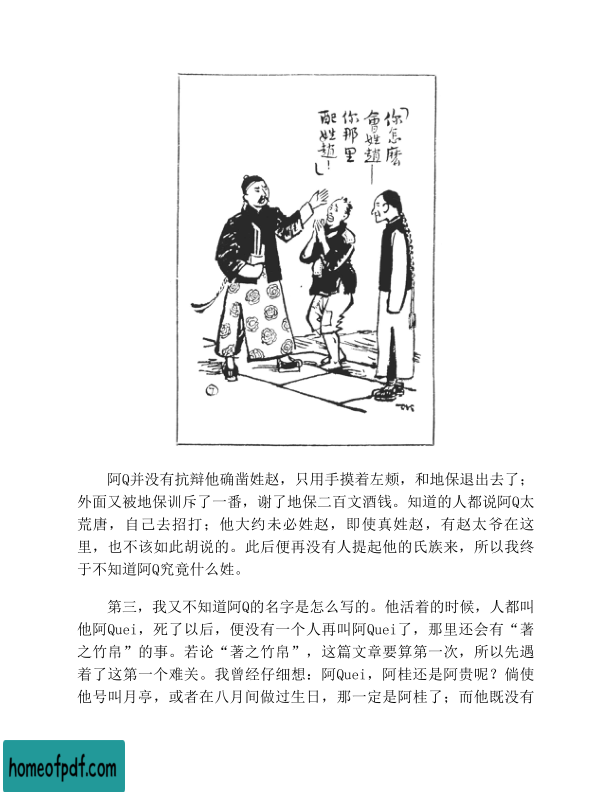 「你怎麼
會姓趙—
你那里
配姓趙！」
7
阿Q并没有抗辩他确凿姓赵，只用手摸着左颊，和地保退出去了；
外面又被地保训斥了一番，谢了地保二百文酒钱。知道的人都说阿Q太
荒唐，自己去招打；他大约未必姓赵，即使真姓赵，有赵太爷在这
里，也不该如此胡说的。此后便再没有人提起他的氏族来，所以我终
于不知道阿Q究竟什么姓。
第三，我又不知道阿Q的名字是怎么写的。他活着的时候，人都叫
他阿Quei，死了以后，便没有一个人再叫阿Quei了，那里还会有“著
之竹帛”的事。若论“著之竹帛”，这篇文章要算第一次，所以先遇
着了这第一个难关。我曾经仔细想：阿Quei，阿桂还是阿贵呢？倘使
他号叫月亭，或者在八月间做过生日，那一定是阿桂了；而他既没有
homeofpdf.com